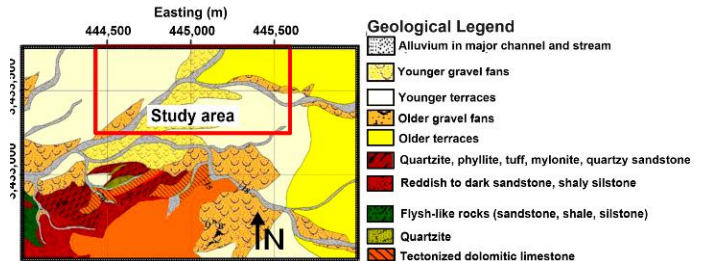 Easting (m)
444,500 445,000 445,500
Study area
N
Geological Legend
Alluvium in major channel and stream
Younger gravel fans
Younger terraces
Older gravel fans
Older terraces
Quartzite, phyllite, tuff, mylonite, quartzy sandstone
Reddish to dark sandstone, shaly silstone
Flysh-like rocks (sandstone, shale, silstone)
Quartzite
Tectonized dolomitic limestone